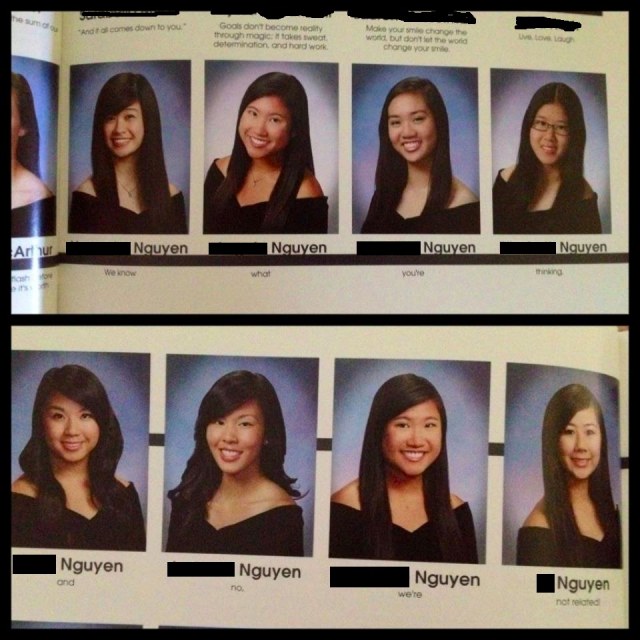 the sum of our
"And it all comes down to you."
Goals don't become reality
through magic; it takes sweat,
determination, and hard work.
Make your smile change the
world, but don't let the world
change your smile.
Live, Love, Laugh
Arthur
Nguyen
Nguyen
Nguyen
Nguyen
We know
what
you're
thinking.
Nguyen
Nguyen
Nguyen
Nguyen
and
no,
we're
not related.